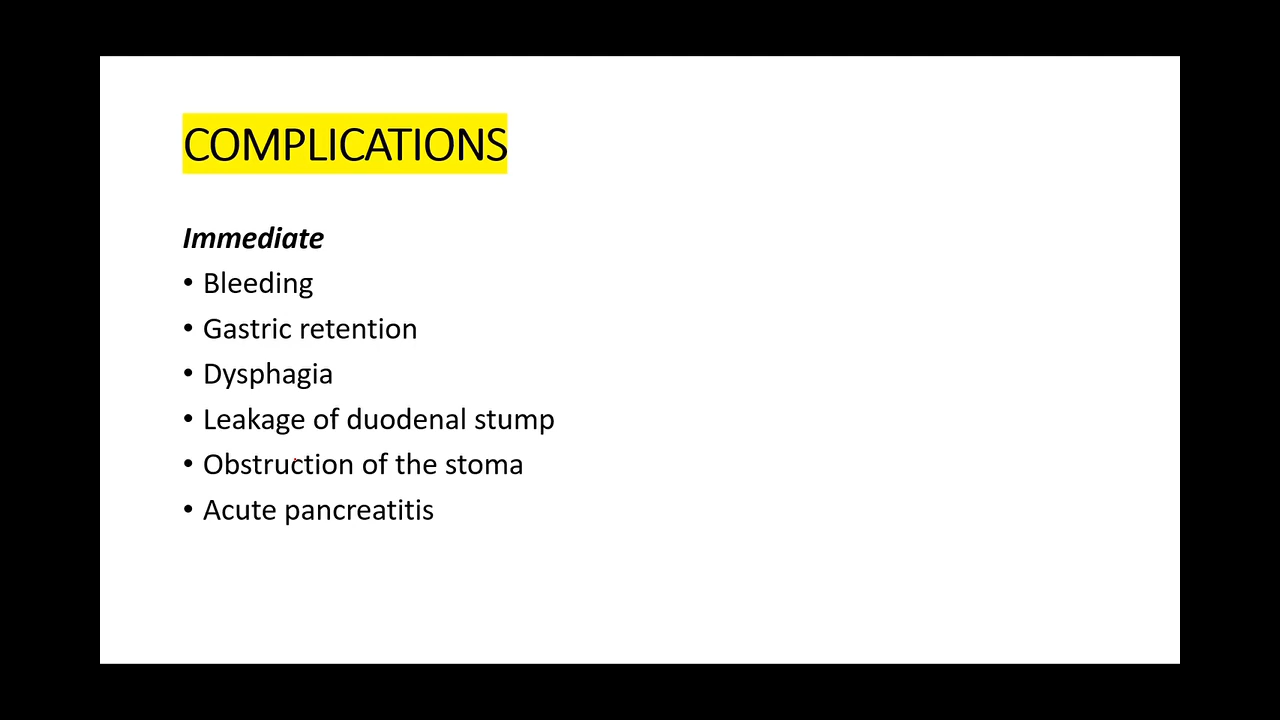 COMPLICATIONS
Immediate
• Bleeding
• Gastric retention
• Dysphagia
• Leakage of duodenal stump
• Obstruction of the stoma
• Acute pancreatitis